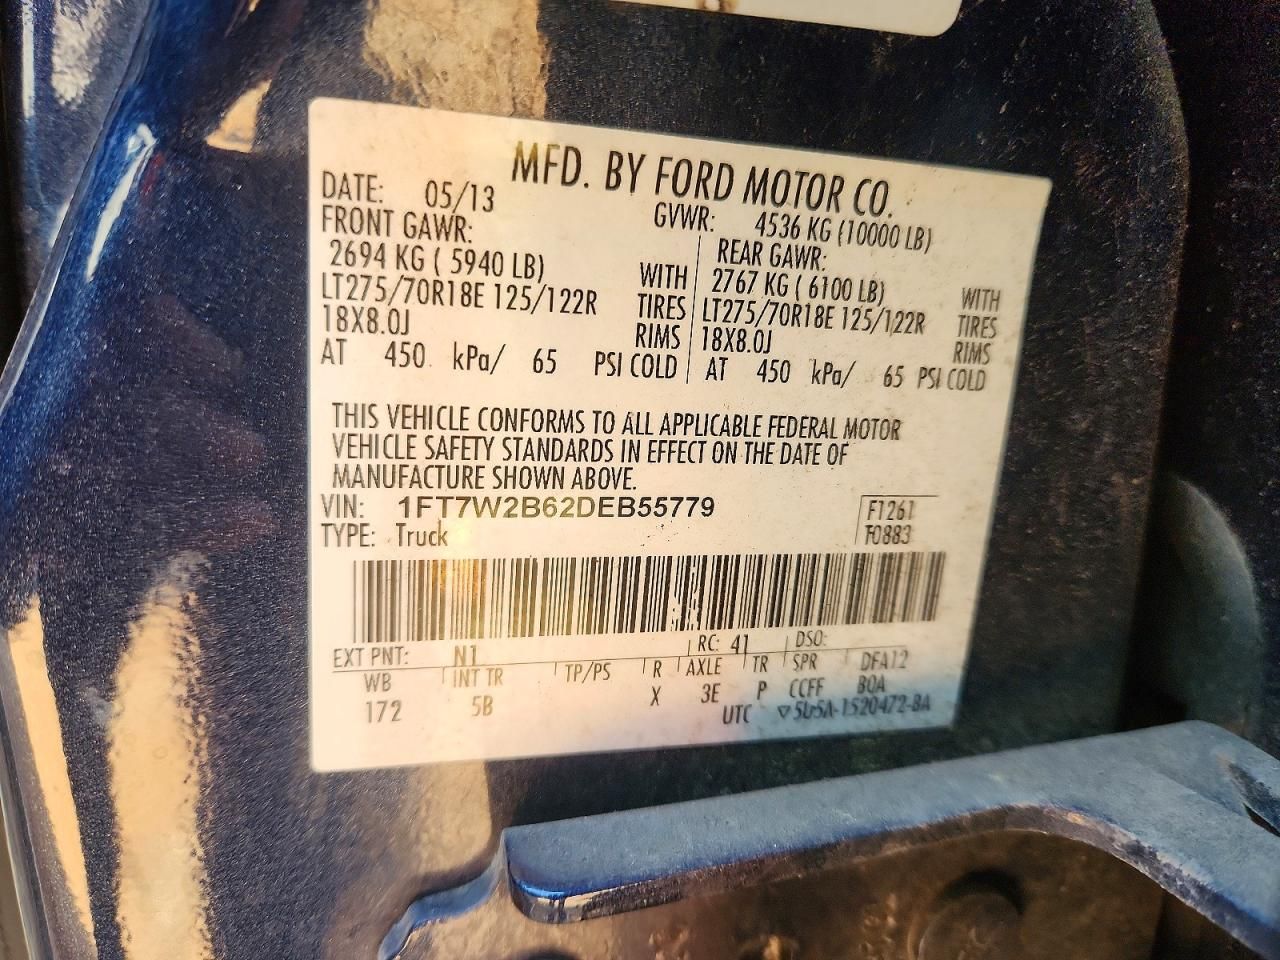 MFD. BY FORD MOTOR CO.
DATE: 05/13 GVWR: 4536 KG (10000 LB)
FRONT GAWR: REAR GAWR:
2694 KG ( 5940 LB) WITH 2767 KG ( 6100 LB) WITH
LT275/70R18E 125/122R TIRES LT275/70R18E 125/122R TIRES
18X8.0J RIMS 18X8.0J RIMS
AT 450 kPa/ 65 PSI COLD AT 450 kPa/ 65 PSI COLD
THIS VEHICLE CONFORMS TO ALL APPLICABLE FEDERAL MOTOR
VEHICLE SAFETY STANDARDS IN EFFECT ON THE DATE OF
MANUFACTURE SHOWN ABOVE.
VIN: 1FT7W2B62DEB55779 F1261
TYPE: Truck T0883
EXT PNT: N1 RC: 41 DSO:
WB INT TR TP/PS R AXLE TR SPR DFA12
172 5B X 3E P CCFF BOA
UTC ▽5U5A-1520472-BA